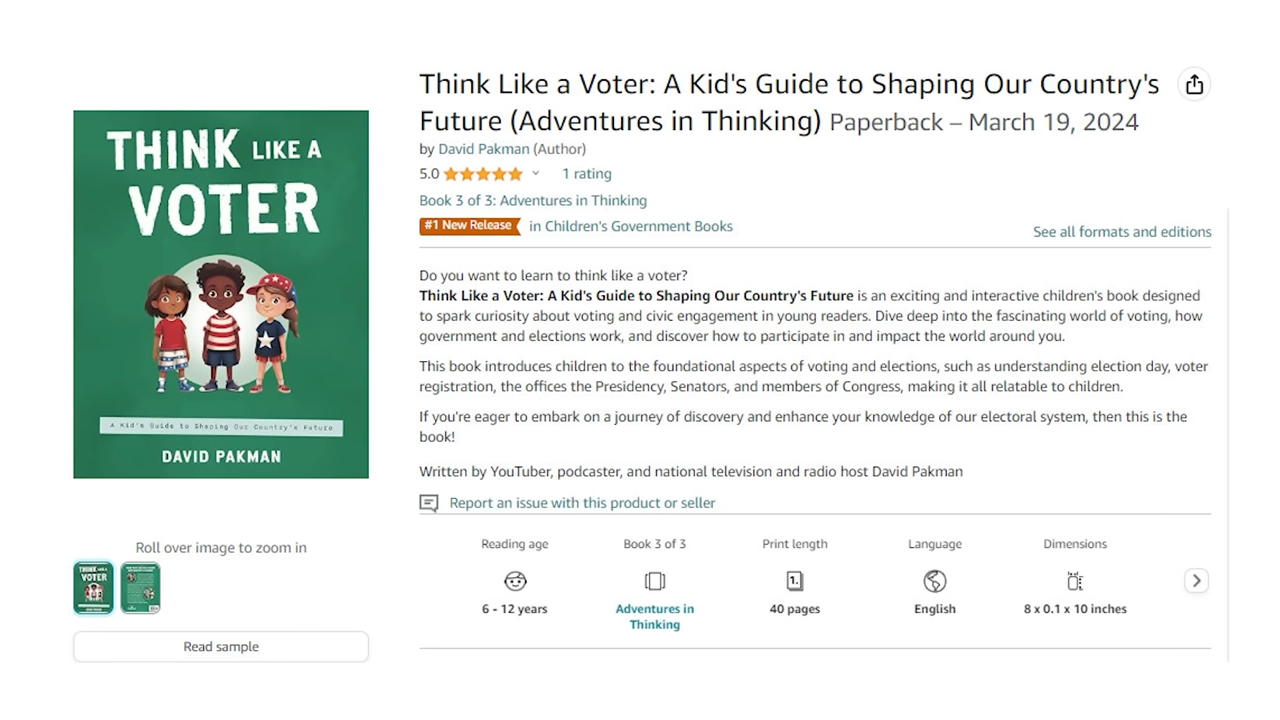 THINK LIKE A
VOTER
A Kid's Guide to Shaping Our Country's Future
DAVID PAKMAN
Roll over image to zoom in
THINK LIKE A
VOTER
Read sample
Think Like a Voter: A Kid's Guide to Shaping Our Country's
Future (Adventures in Thinking) Paperback – March 19, 2024
by David Pakman (Author)
5.0 1 rating
Book 3 of 3: Adventures in Thinking
#1 New Release in Children's Government Books
See all formats and editions
Do you want to learn to think like a voter?
Think Like a Voter: A Kid's Guide to Shaping Our Country's Future is an exciting and interactive children's book designed
to spark curiosity about voting and civic engagement in young readers. Dive deep into the fascinating world of voting, how
government and elections work, and discover how to participate in and impact the world around you.
This book introduces children to the foundational aspects of voting and elections, such as understanding election day, voter
registration, the offices the Presidency, Senators, and members of Congress, making it all relatable to children.
If you're eager to embark on a journey of discovery and enhance your knowledge of our electoral system, then this is the
book!
Written by YouTuber, podcaster, and national television and radio host David Pakman
Report an issue with this product or seller
Reading age Book 3 of 3 Print length Language Dimensions
1.
6 - 12 years Adventures in 40 pages English 8 x 0.1 x 10 inches
Thinking